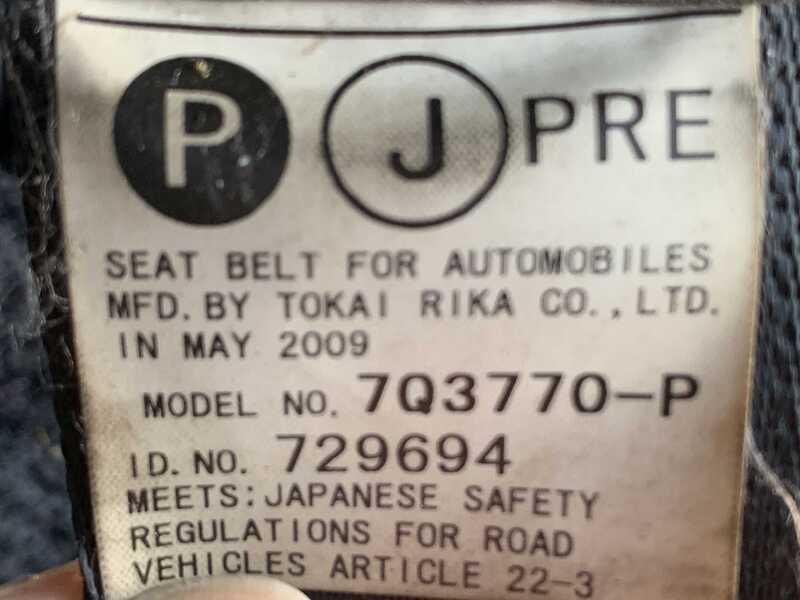 P J PRE
SEAT BELT FOR AUTOMOBILES
MFD. BY TOKAI RIKA CO., LTD.
IN MAY 2009
MODEL NO. 7Q3770-P
ID. NO. 729694
MEETS: JAPANESE SAFETY
REGULATIONS FOR ROAD
VEHICLES ARTICLE 22-3